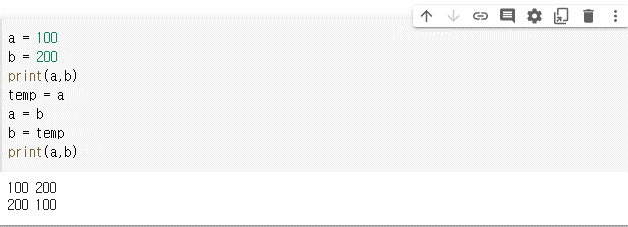 a = 100
b = 200
print(a,b)
temp = a
a = b
b = temp
print(a,b)
100 200
200 100